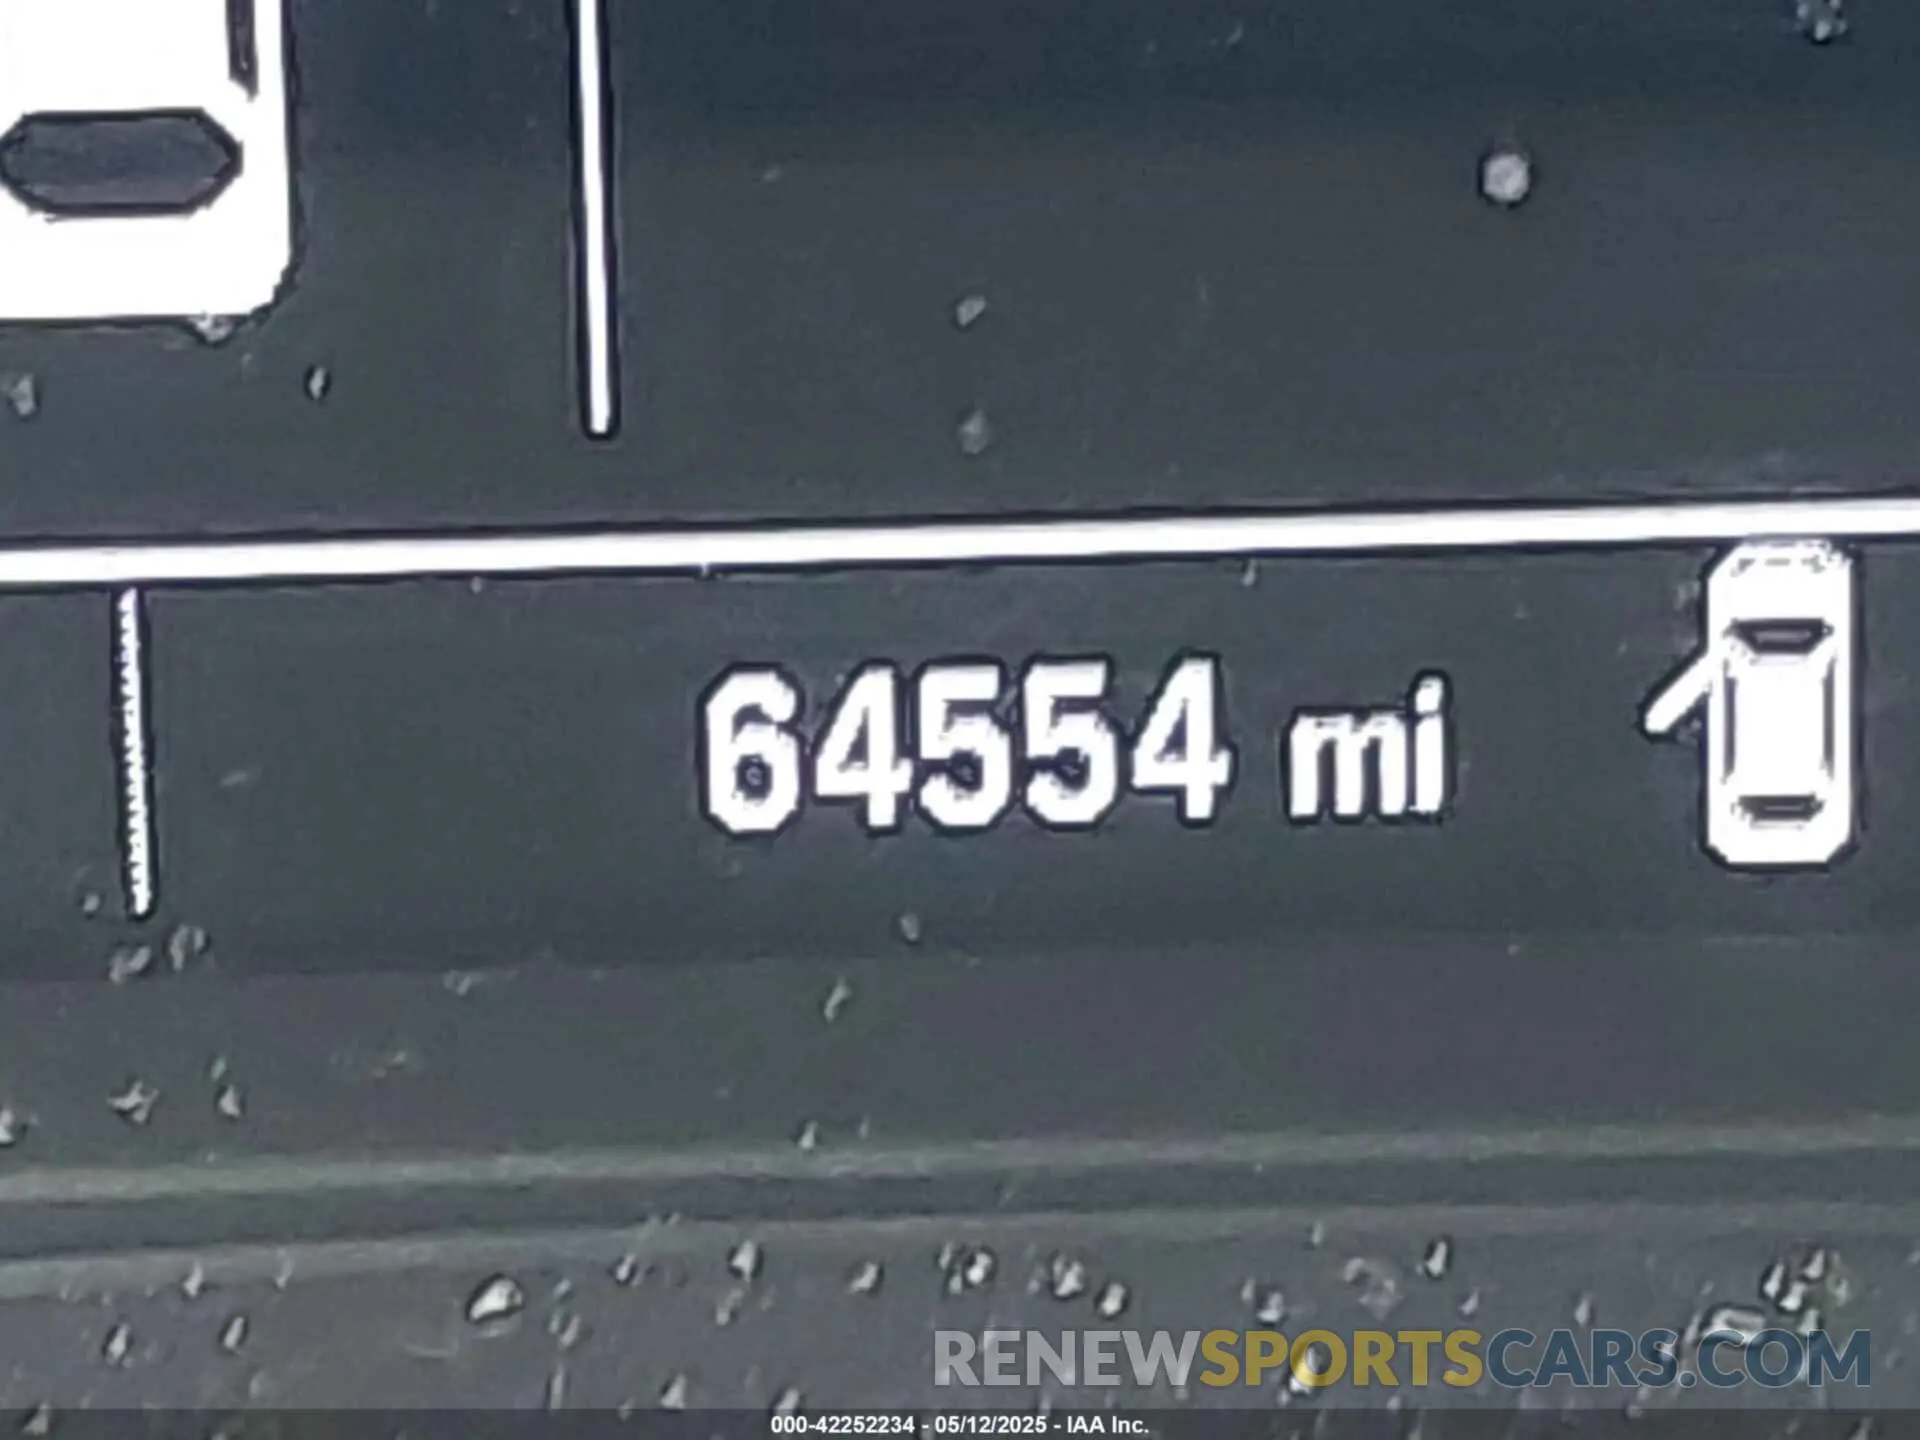 64554 mi
RENEWSPORTSCARS.COM
000-42252234 - 05/12/2025 - IAA Inc.